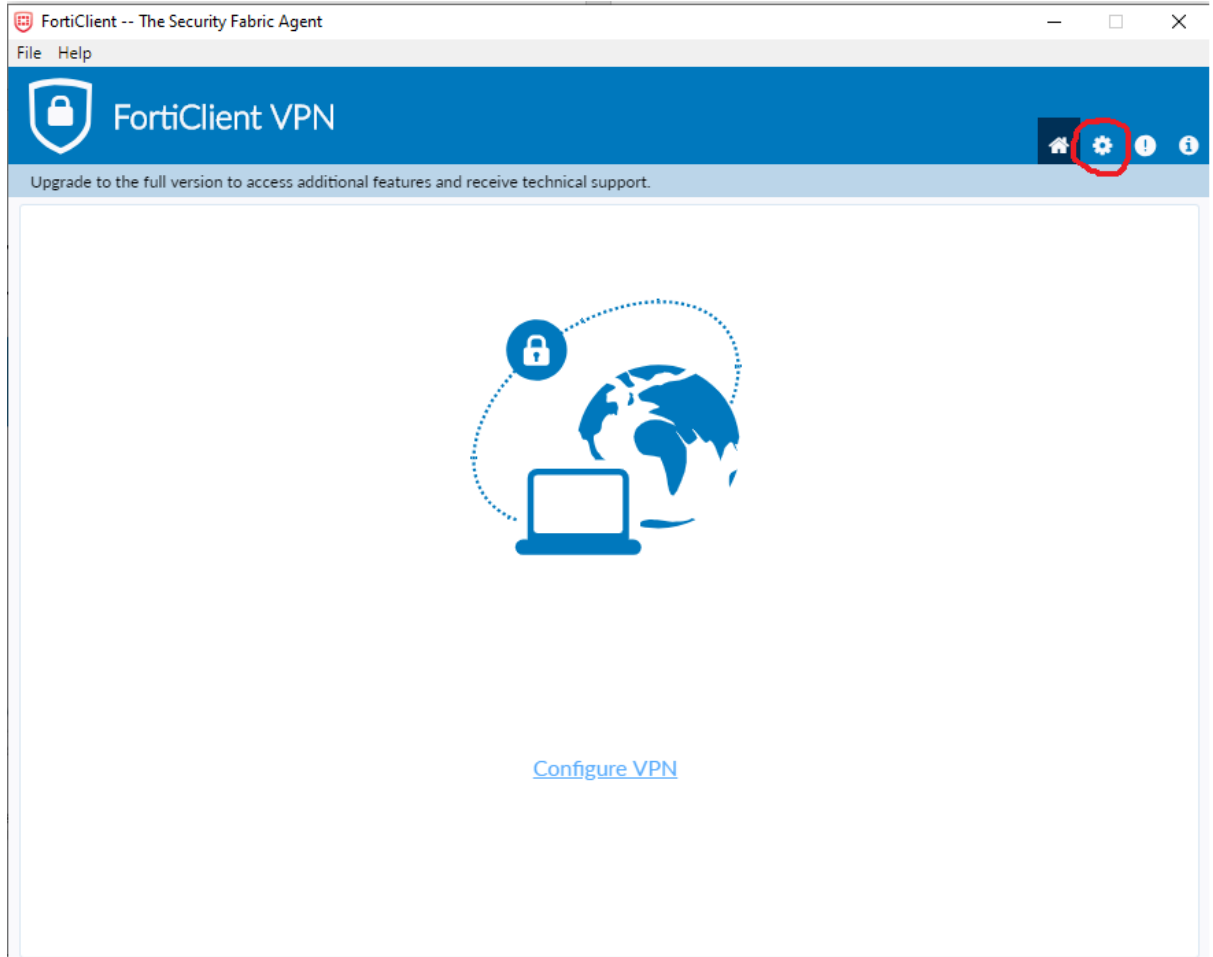 FortiClient -- The Security Fabric Agent
File Help
FortiClient VPN
Upgrade to the full version to access additional features and receive technical support.
Configure VPN